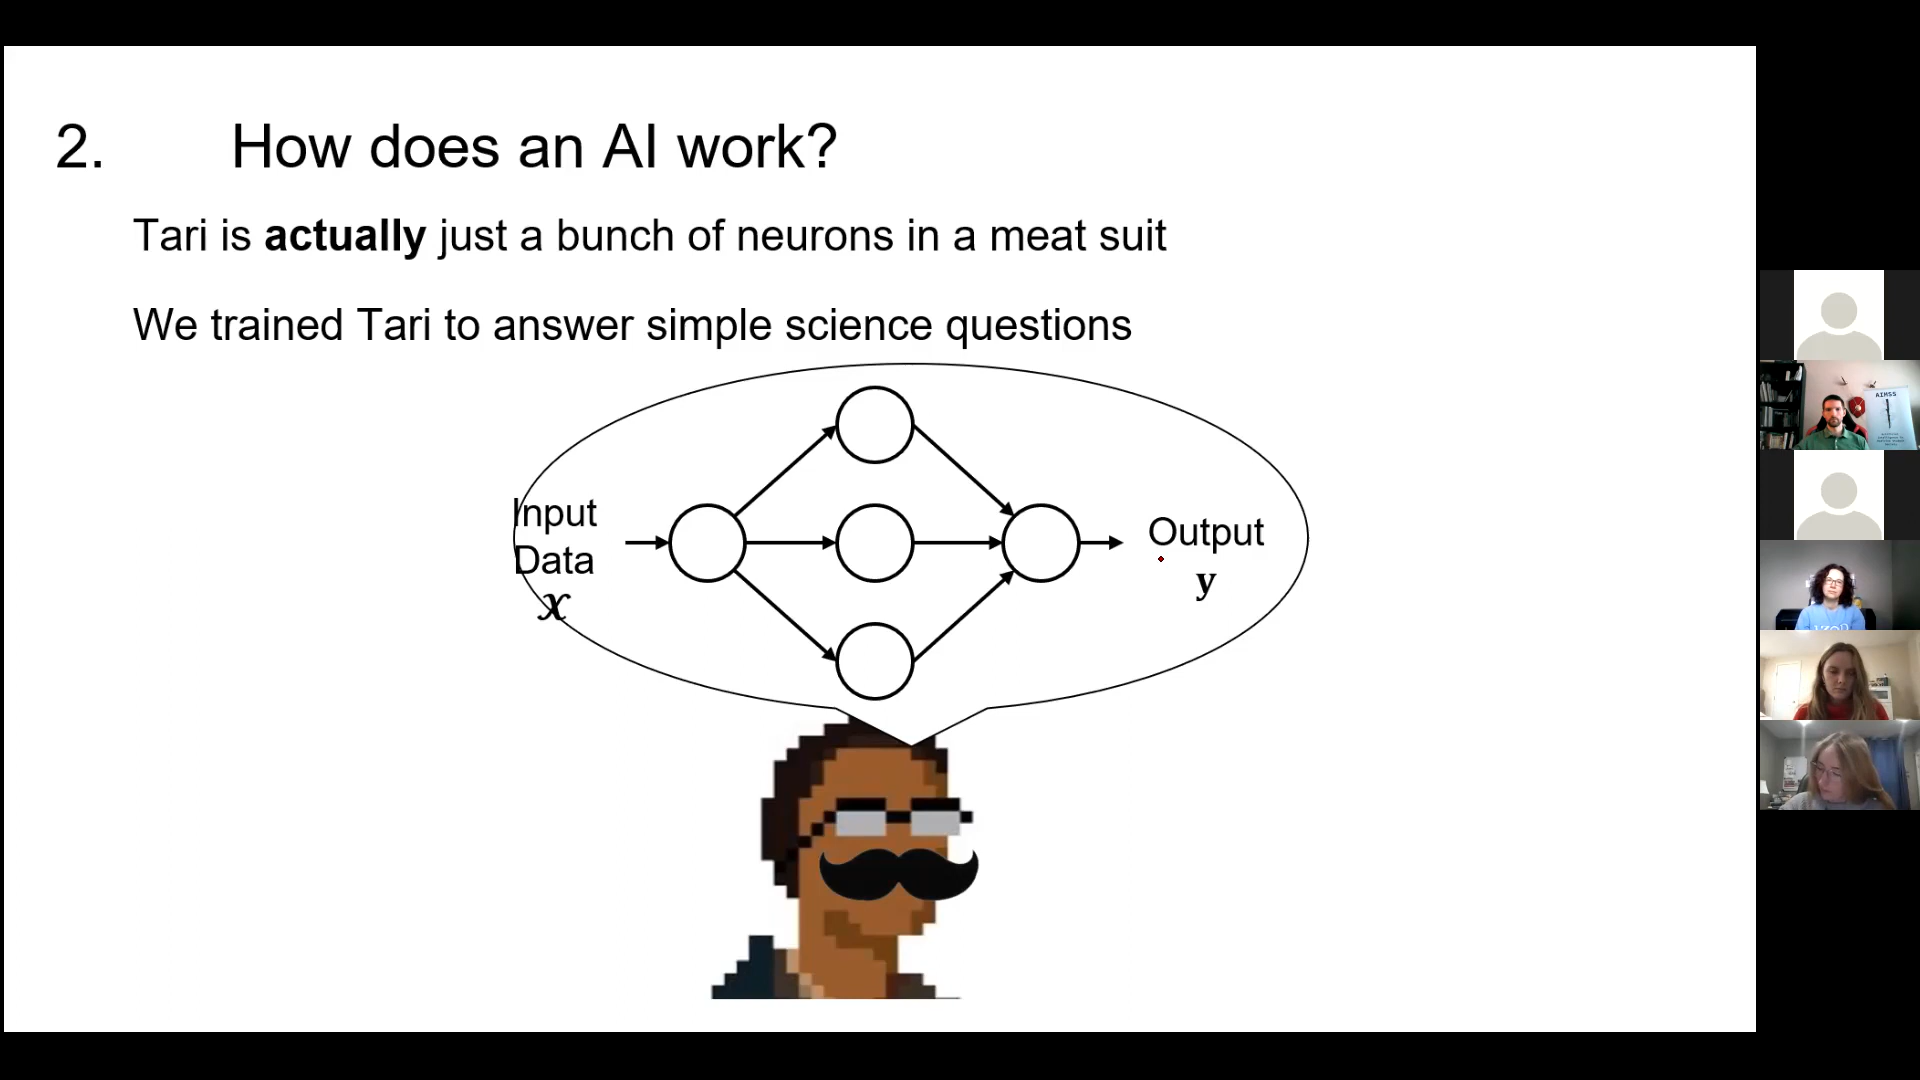 2. How does an AI work?
Tari is actually just a bunch of neurons in a meat suit
We trained Tari to answer simple science questions
Input
Data
x
Output
y
AIMSS